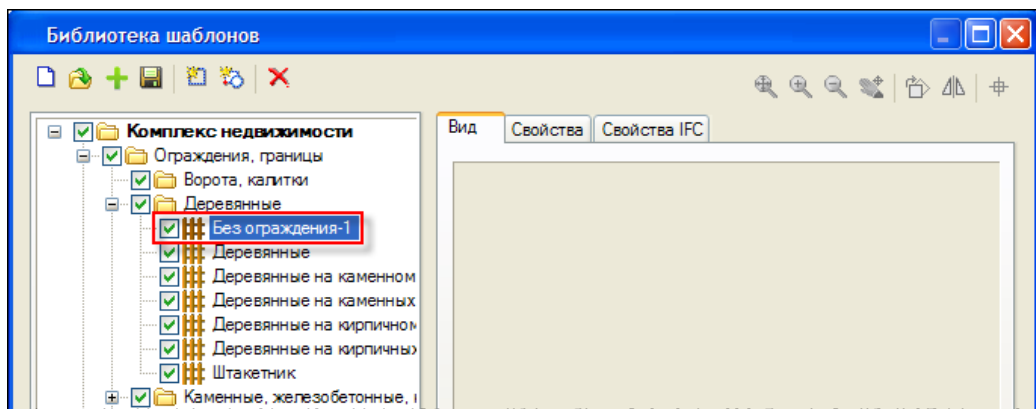 Библиотека шаблонов
Вид Свойства Свойства IFC
Комплекс недвижимости
Ограждения, границы
Ворота, калитки
Деревянные
Без ограждения-1
Деревянные
Деревянные на каменном
Деревянные на каменных
Деревянные на кирпичном
Деревянные на кирпичных
Штакетник
Каменные, железобетонные,